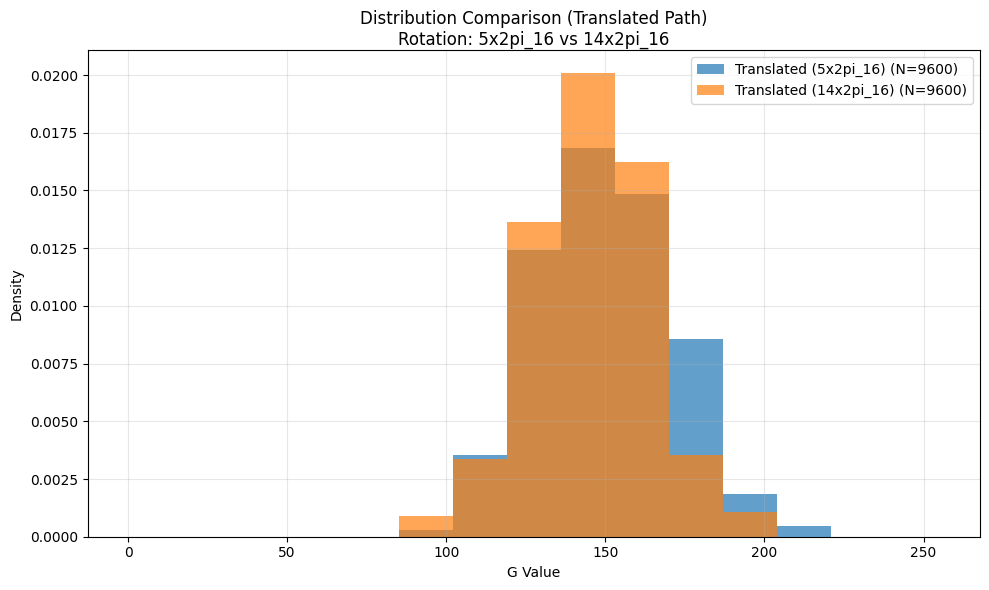 Distribution Comparison (Translated Path)
Rotation: 5x2pi_16 vs 14x2pi_16
Translated (5x2pi_16) (N=9600)
Translated (14x2pi_16) (N=9600)
Density
0.0200
0.0175
0.0150
0.0125
0.0100
0.0075
0.0050
0.0025
0.0000
0 50 100 150 200 250
G Value